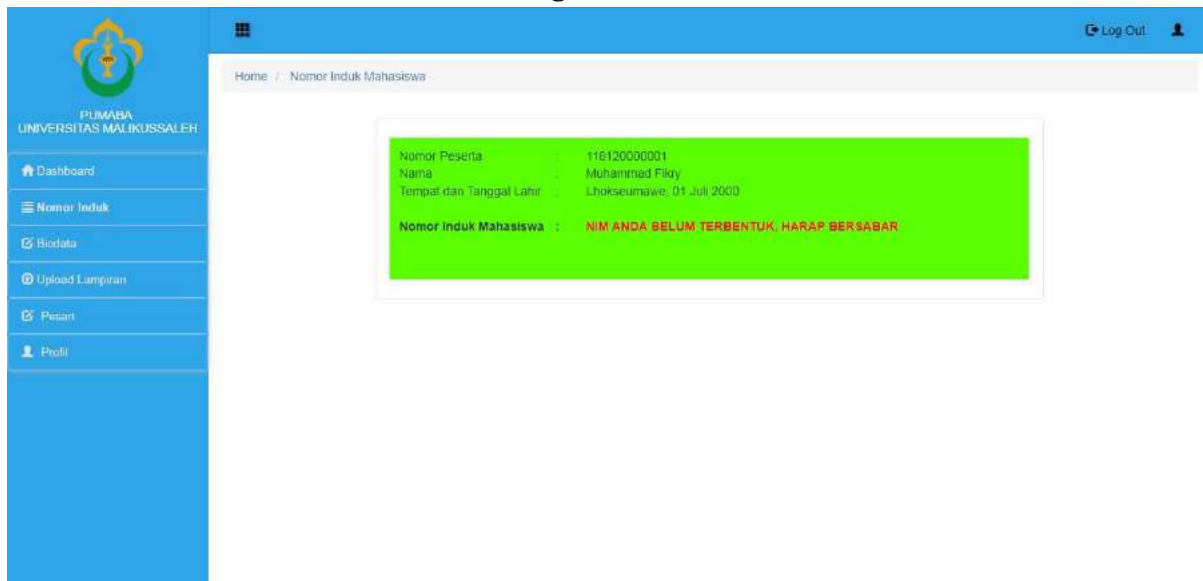 Log Out
PUMABA
UNIVERSITAS MALIKUSSALEH
Home / Nomor Induk Mahasiswa
Dashboard
Nomor Induk
Biodata
Upload Lampiran
Pesan
Profil
Nomor Peserta : 118120000001
Nama : Muhammad Fikry
Tempat dan Tanggal Lahir : Lhokseumawe, 01 Juli 2000
Nomor Induk Mahasiswa : NIM ANDA BELUM TERBENTUK, HARAP BERSABAR